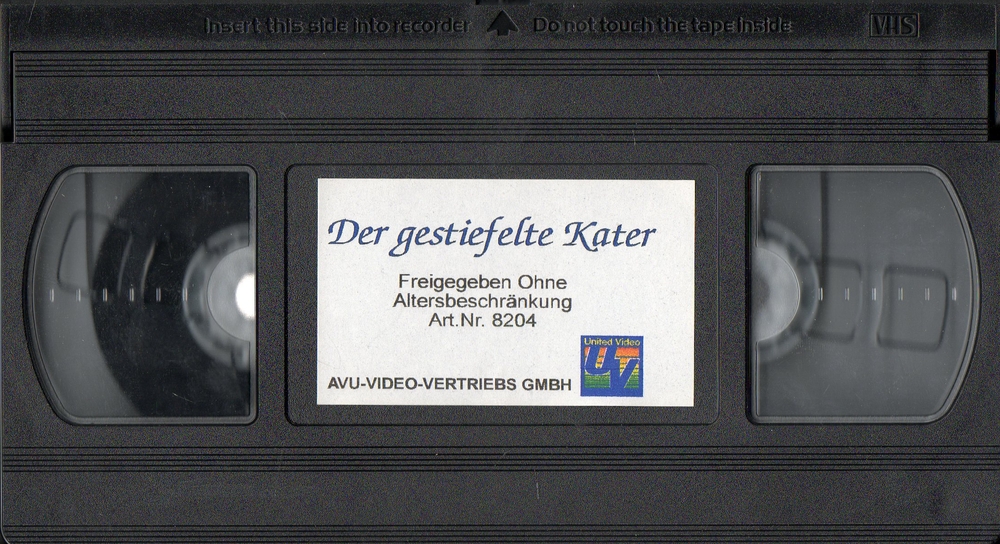 Insert this side into recorder Do not touch the tape inside VHS
Der gestiefelte Kater
Freigegeben Ohne
Altersbeschränkung
Art.Nr. 8204
United Video
UV
AVU-VIDEO-VERTRIEBS GMBH